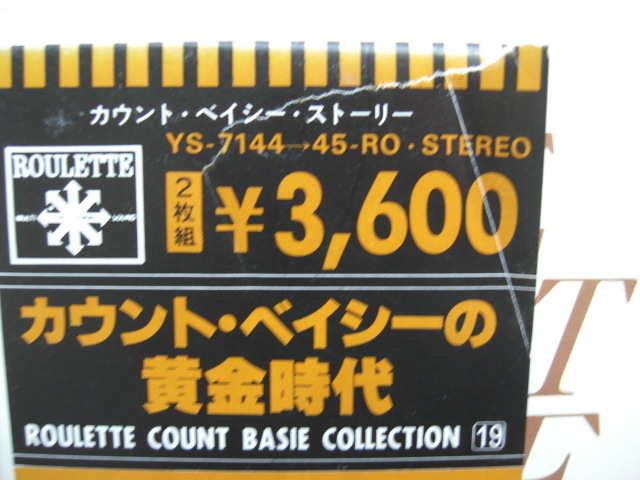 カウント・ベイシー・ストーリー
YS-7144→45-RO・STEREO
ROULETTE
2枚組
¥3,600
カウント・ベイシーの
黄金時代
ROULETTE COUNT BASIE COLLECTION 19
T